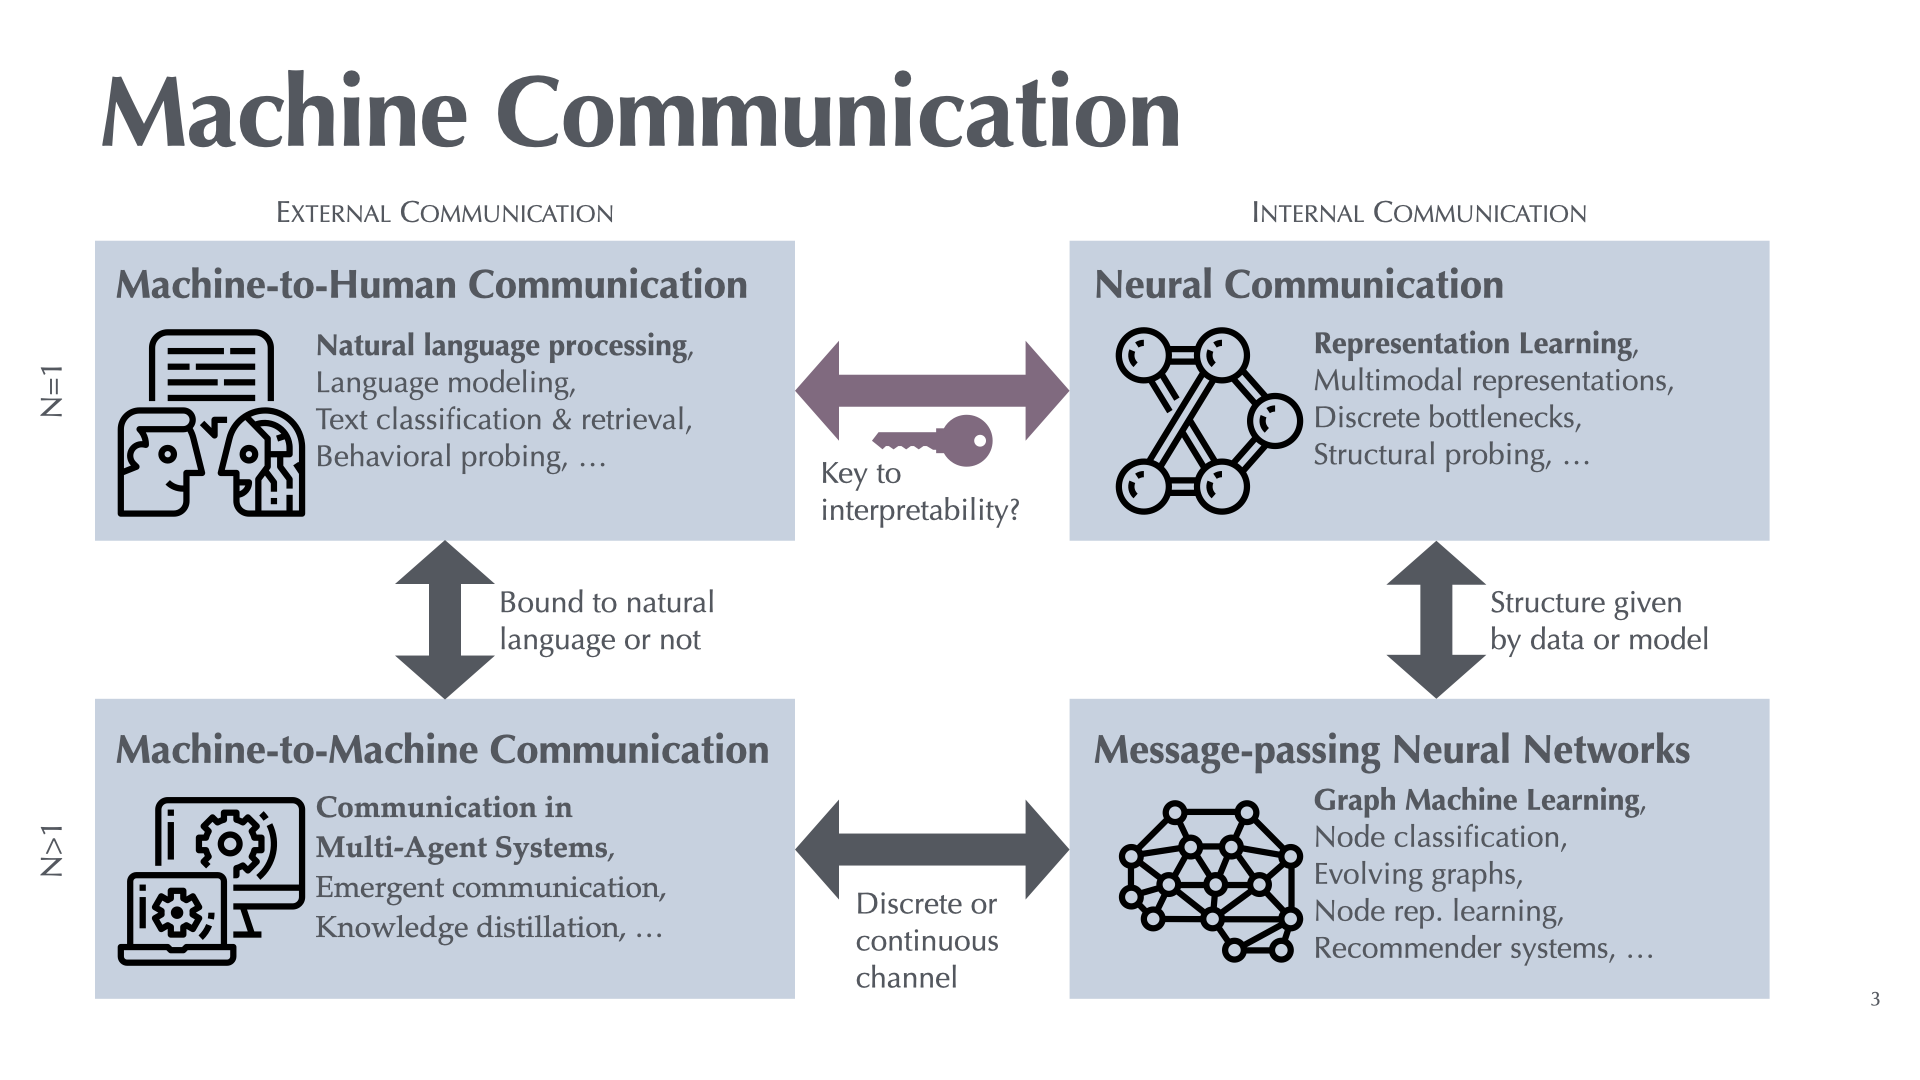 Machine Communication
External Communication
Internal Communication
N=1
Machine-to-Human Communication
Natural language processing,
Language modeling,
Text classification & retrieval,
Behavioral probing, …
Key to
interpretability?
Neural Communication
Representation Learning,
Multimodal representations,
Discrete bottlenecks,
Structural probing, …
Bound to natural
language or not
Structure given
by data or model
N>1
Machine-to-Machine Communication
Communication in
Multi-Agent Systems,
Emergent communication,
Knowledge distillation, …
Discrete or
continuous
channel
Message-passing Neural Networks
Graph Machine Learning,
Node classification,
Evolving graphs,
Node rep. learning,
Recommender systems, …
3